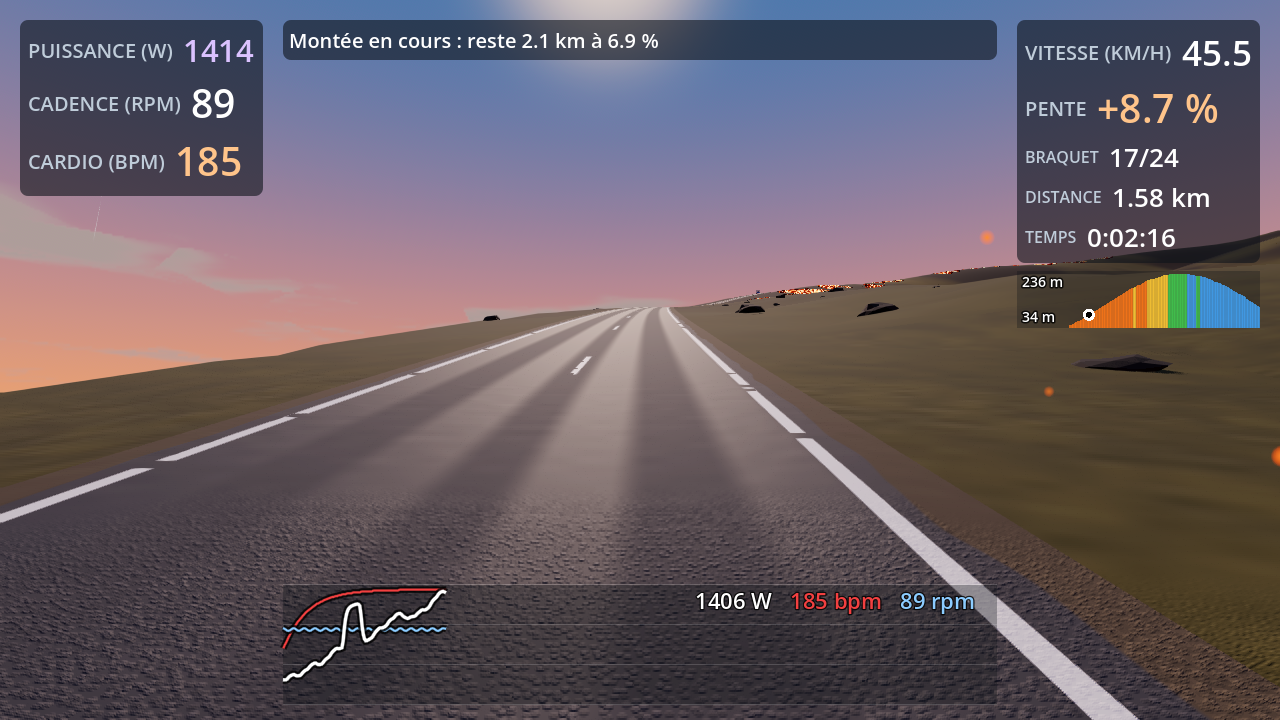 PUISSANCE (W) 1414
CADENCE (RPM) 89
CARDIO (BPM) 185
Montée en cours : reste 2.1 km à 6.9 %
VITESSE (KM/H) 45.5
PENTE +8.7 %
BRAQUET 17/24
DISTANCE 1.58 km
TEMPS 0:02:16
236 m
34 m
1406 W 185 bpm 89 rpm